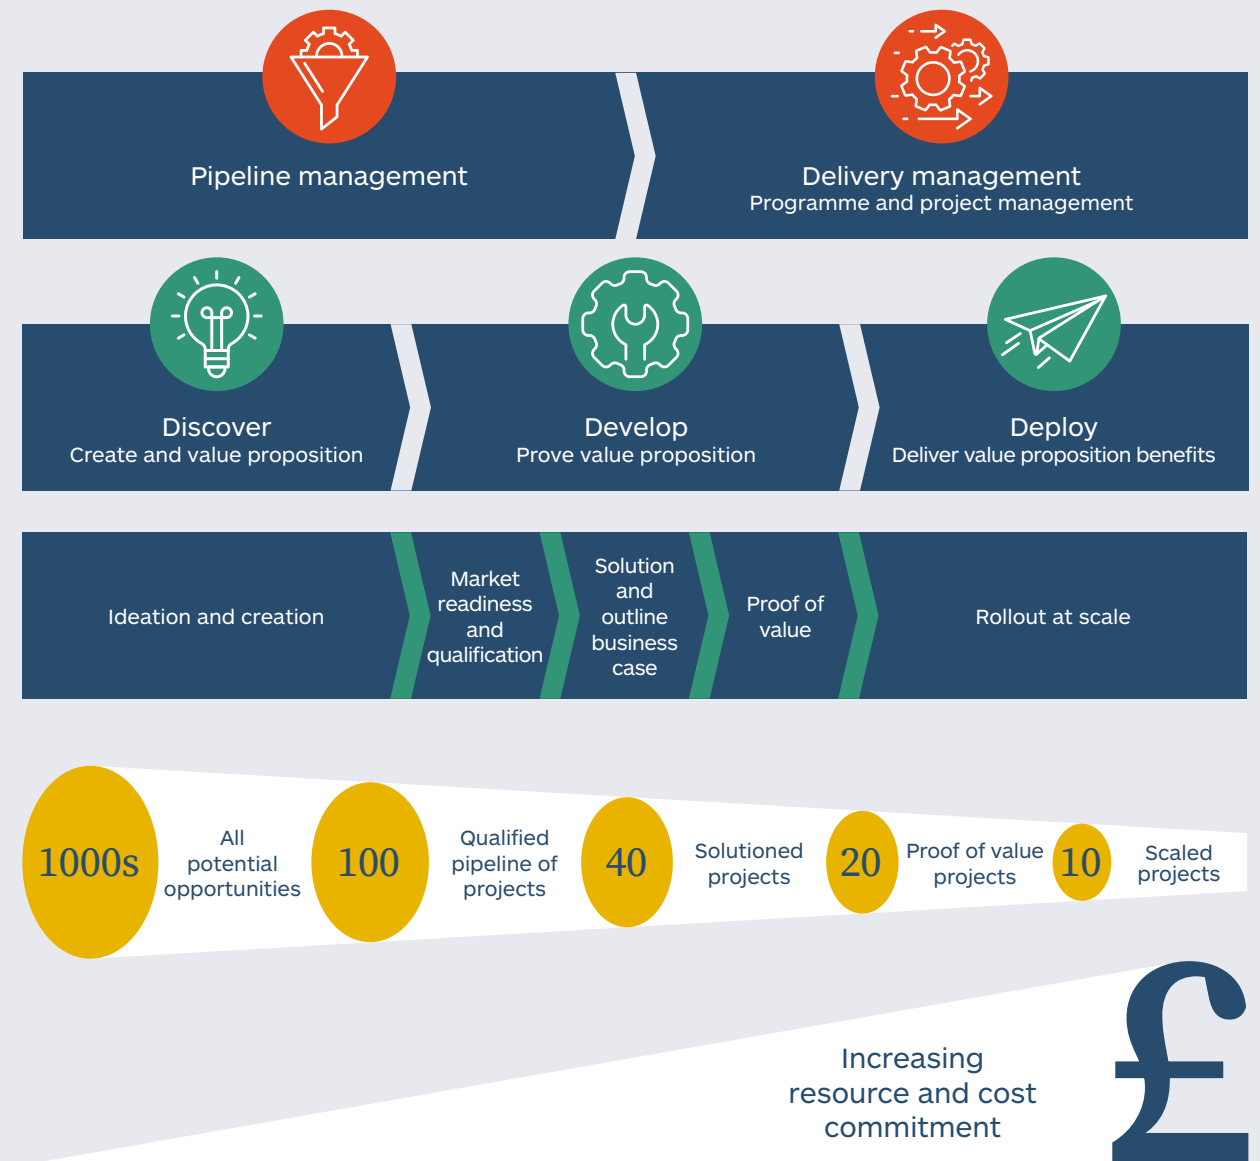 Pipeline management
Delivery management
Programme and project management
Discover
Create and value proposition
Develop
Prove value proposition
Deploy
Deliver value proposition benefits
Ideation and creation
Market
readiness
and
qualification
Solution
and
outline
business
case
Proof of
value
Rollout at scale
1000s
All
potential
opportunities
100
Qualified
pipeline of
projects
40
Solutioned
projects
20
Proof of value
projects
10
Scaled
projects
Increasing
resource and cost
commitment
£